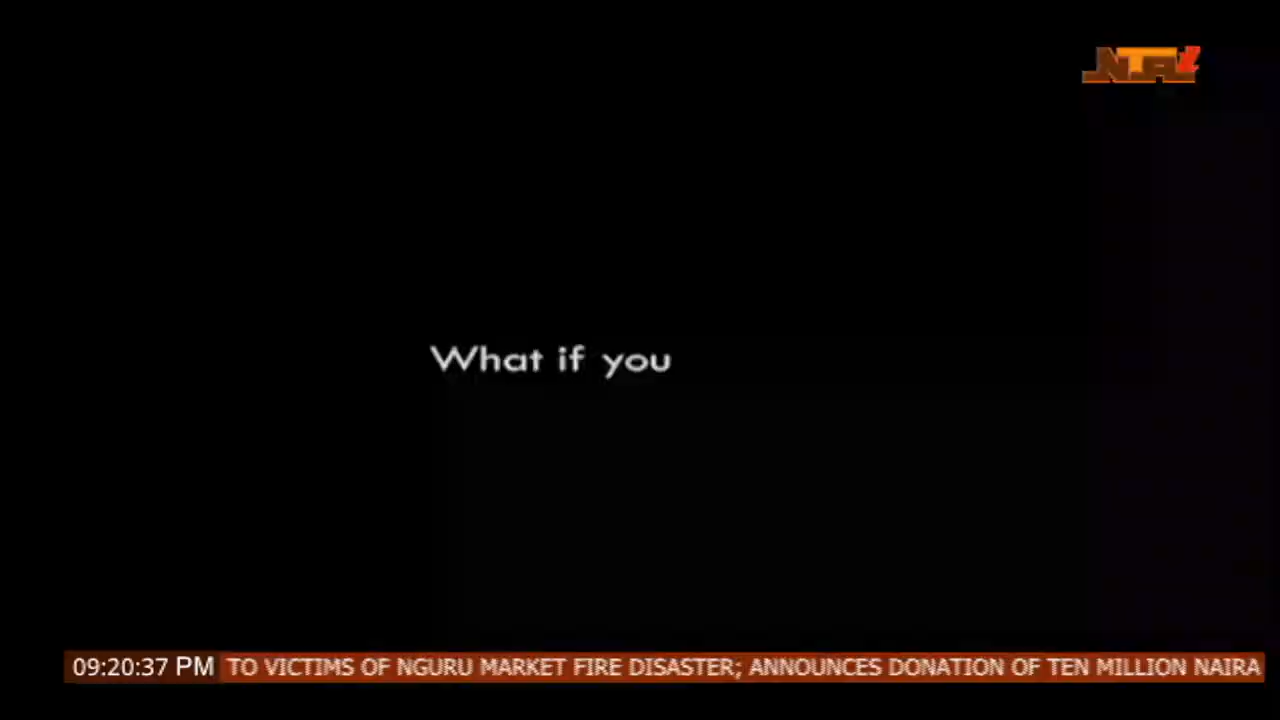 NTA
What if you
09:20:37 PM TO VICTIMS OF NGURU MARKET FIRE DISASTER; ANNOUNCES DONATION OF TEN MILLION NAIRA